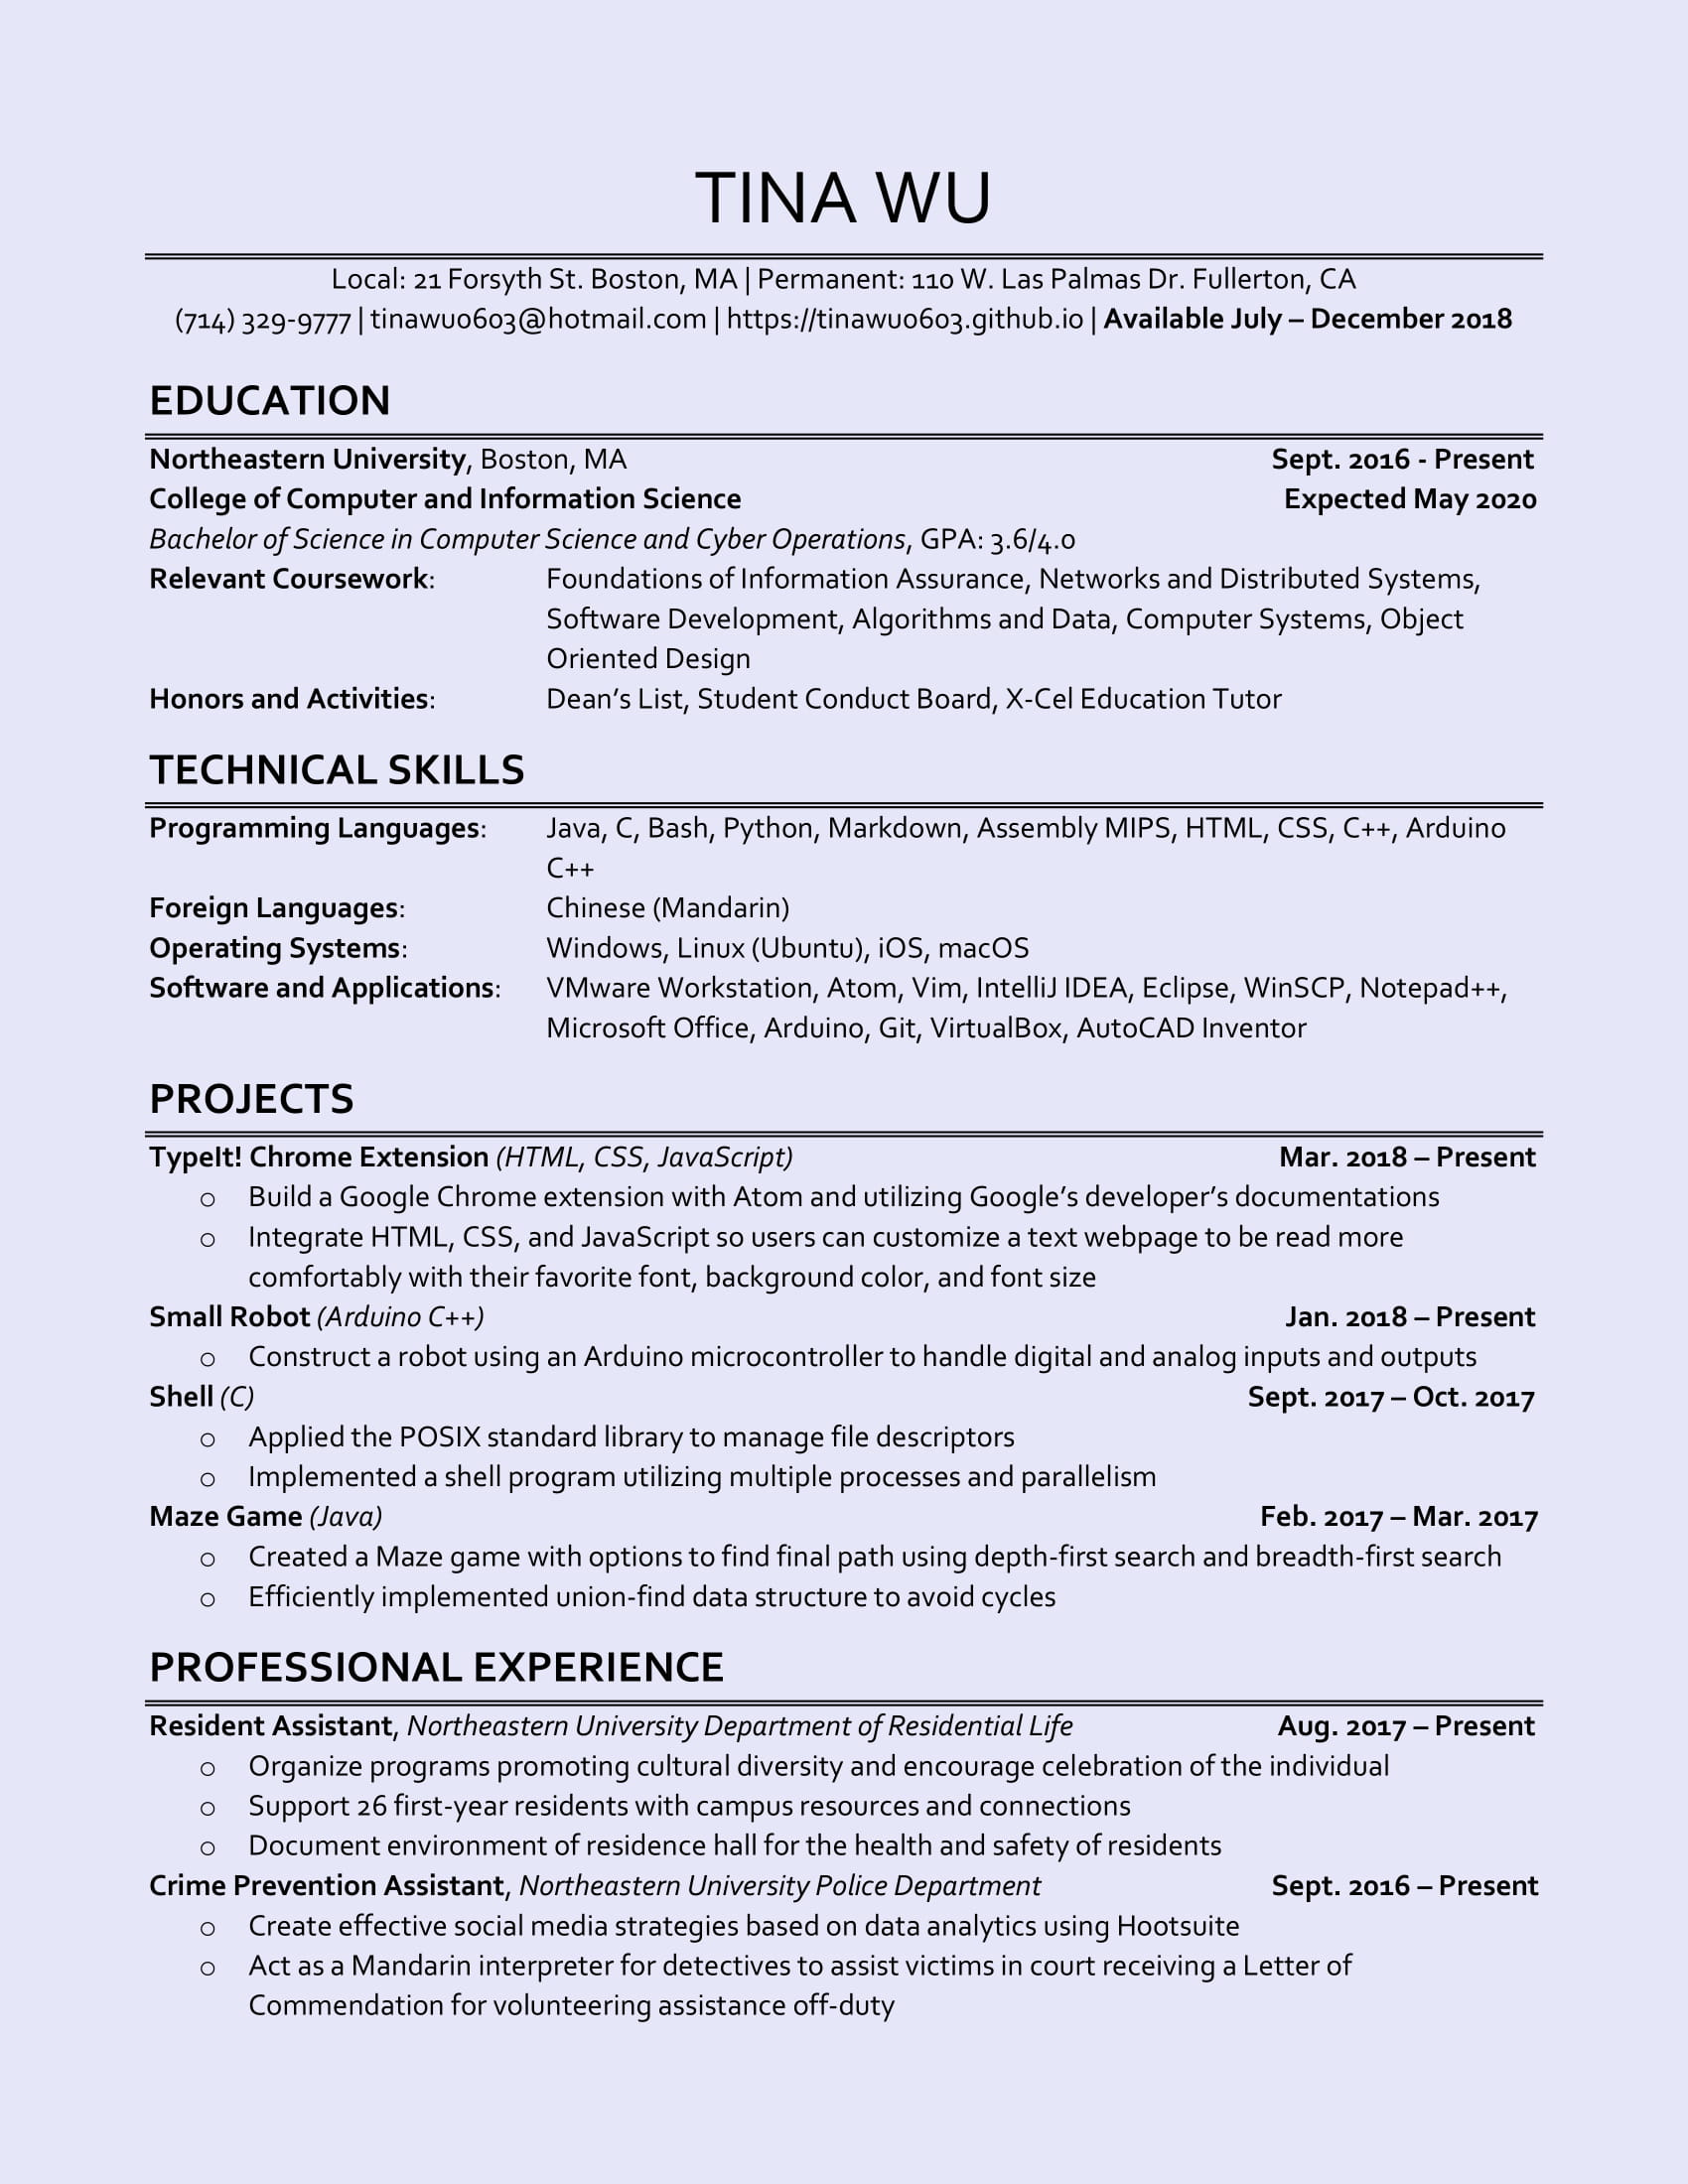 TINA WU
Local: 21 Forsyth St. Boston, MA | Permanent: 110 W. Las Palmas Dr. Fullerton, CA
(714) 329-9777 | tinawu0603@hotmail.com | https://tinawu0603.github.io | Available July – December 2018
EDUCATION
Northeastern University, Boston, MA Sept. 2016 - Present
College of Computer and Information Science Expected May 2020
Bachelor of Science in Computer Science and Cyber Operations, GPA: 3.6/4.0
Relevant Coursework: Foundations of Information Assurance, Networks and Distributed Systems,
Software Development, Algorithms and Data, Computer Systems, Object
Oriented Design
Honors and Activities: Dean’s List, Student Conduct Board, X-Cel Education Tutor
TECHNICAL SKILLS
Programming Languages: Java, C, Bash, Python, Markdown, Assembly MIPS, HTML, CSS, C++, Arduino
C++
Foreign Languages: Chinese (Mandarin)
Operating Systems: Windows, Linux (Ubuntu), iOS, macOS
Software and Applications: VMware Workstation, Atom, Vim, IntelliJ IDEA, Eclipse, WinSCP, Notepad++,
Microsoft Office, Arduino, Git, VirtualBox, AutoCAD Inventor
PROJECTS
TypeIt! Chrome Extension (HTML, CSS, JavaScript) Mar. 2018 – Present
o Build a Google Chrome extension with Atom and utilizing Google’s developer’s documentations
o Integrate HTML, CSS, and JavaScript so users can customize a text webpage to be read more
comfortably with their favorite font, background color, and font size
Small Robot (Arduino C++) Jan. 2018 – Present
o Construct a robot using an Arduino microcontroller to handle digital and analog inputs and outputs
Shell (C) Sept. 2017 – Oct. 2017
o Applied the POSIX standard library to manage file descriptors
o Implemented a shell program utilizing multiple processes and parallelism
Maze Game (Java) Feb. 2017 – Mar. 2017
o Created a Maze game with options to find final path using depth-first search and breadth-first search
o Efficiently implemented union-find data structure to avoid cycles
PROFESSIONAL EXPERIENCE
Resident Assistant, Northeastern University Department of Residential Life Aug. 2017 – Present
o Organize programs promoting cultural diversity and encourage celebration of the individual
o Support 26 first-year residents with campus resources and connections
o Document environment of residence hall for the health and safety of residents
Crime Prevention Assistant, Northeastern University Police Department Sept. 2016 – Present
o Create effective social media strategies based on data analytics using Hootsuite
o Act as a Mandarin interpreter for detectives to assist victims in court receiving a Letter of
Commendation for volunteering assistance off-duty